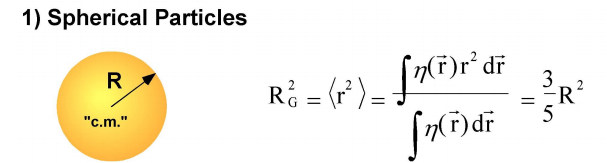 1) Spherical Particles
R
"c.m."
R_G^2 = ⟨r^2⟩ = ∫η(r⃗)r^2 dr⃗ / ∫η(r⃗)dr⃗ = 3/5 R^2